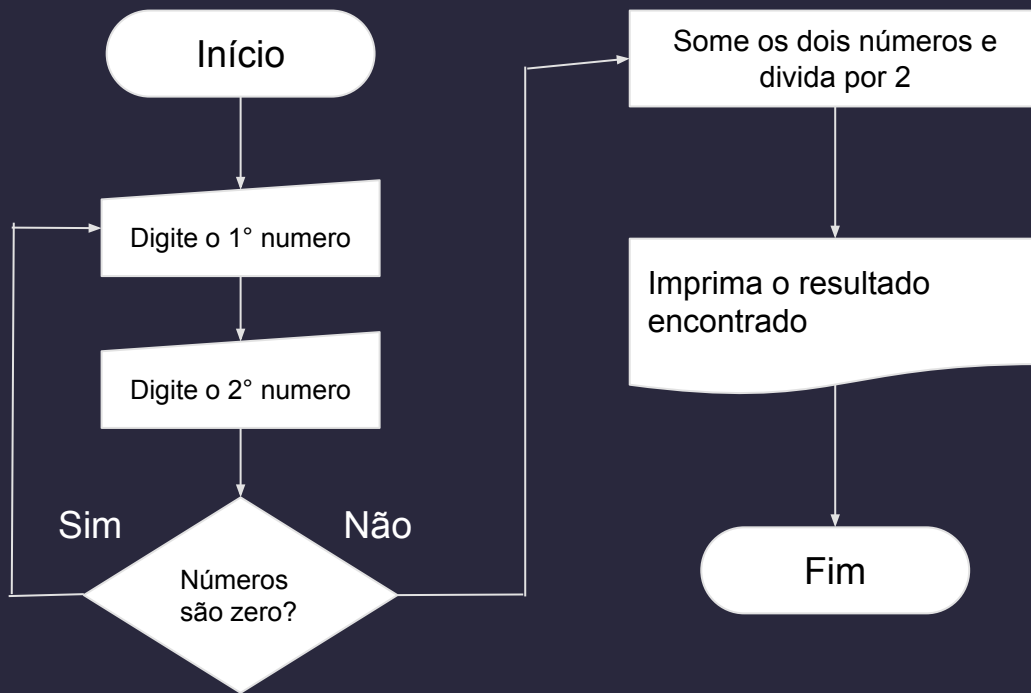 Início
Digite o 1° numero
Digite o 2° numero
Sim
Não
Números
são zero?
Some os dois números e
divida por 2
Imprima o resultado
encontrado
Fim